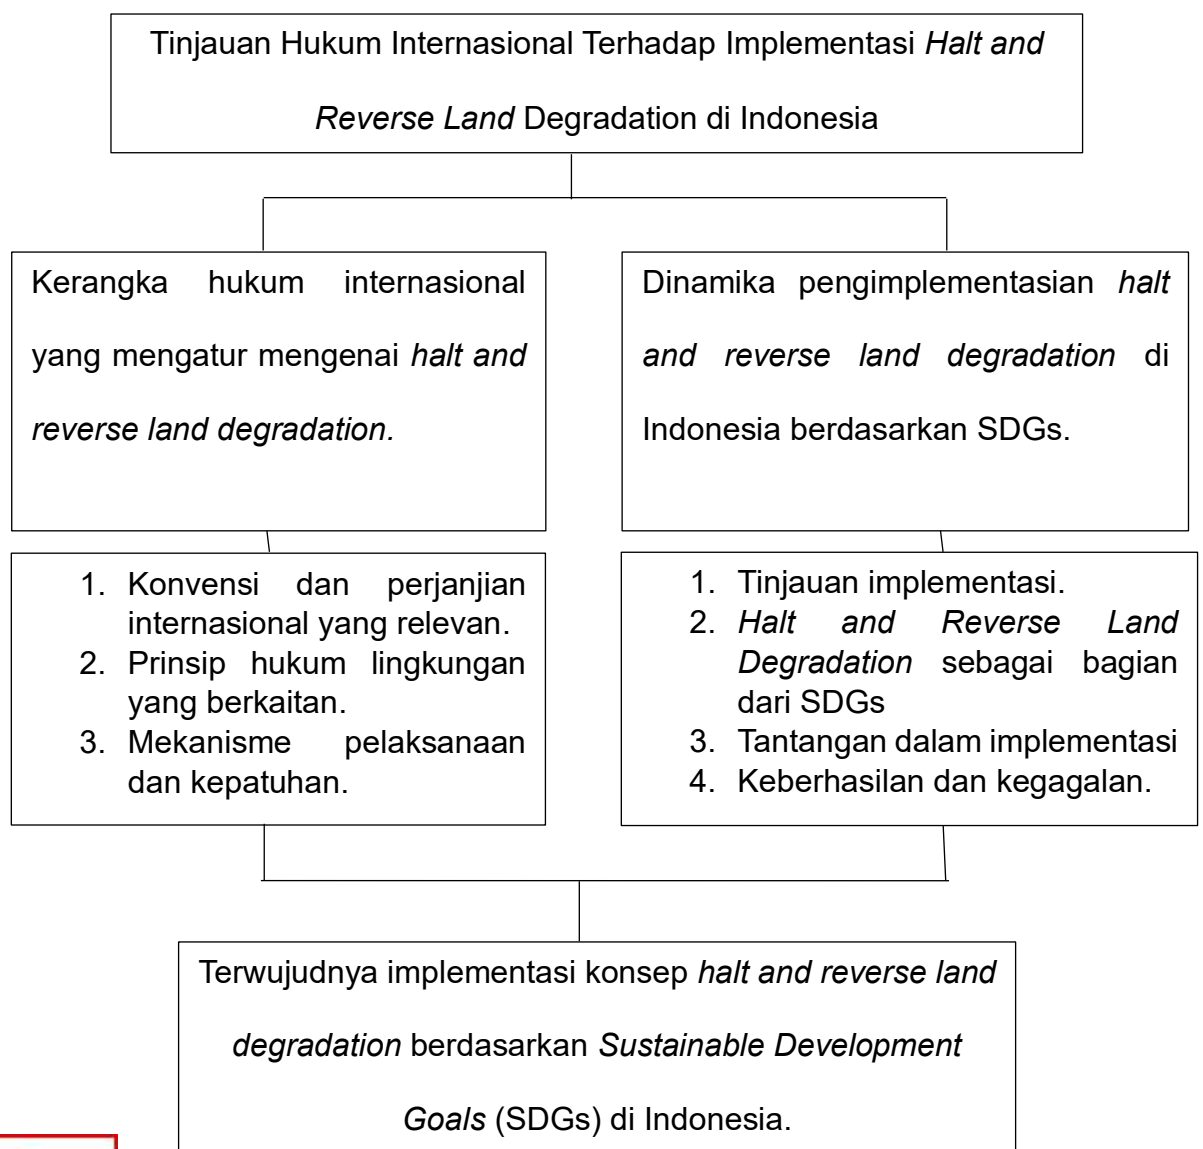 Tinjauan Hukum Internasional Terhadap Implementasi Halt and
Reverse Land Degradation di Indonesia
Kerangka hukum internasional
yang mengatur mengenai halt and
reverse land degradation.
Dinamika pengimplementasian halt
and reverse land degradation di
Indonesia berdasarkan SDGs.
1. Konvensi dan perjanjian
internasional yang relevan.
2. Prinsip hukum lingkungan
yang berkaitan.
3. Mekanisme pelaksanaan
dan kepatuhan.
1. Tinjauan implementasi.
2. Halt and Reverse Land
Degradation sebagai bagian
dari SDGs
3. Tantangan dalam implementasi
4. Keberhasilan dan kegagalan.
Terwujudnya implementasi konsep halt and reverse land
degradation berdasarkan Sustainable Development
Goals (SDGs) di Indonesia.